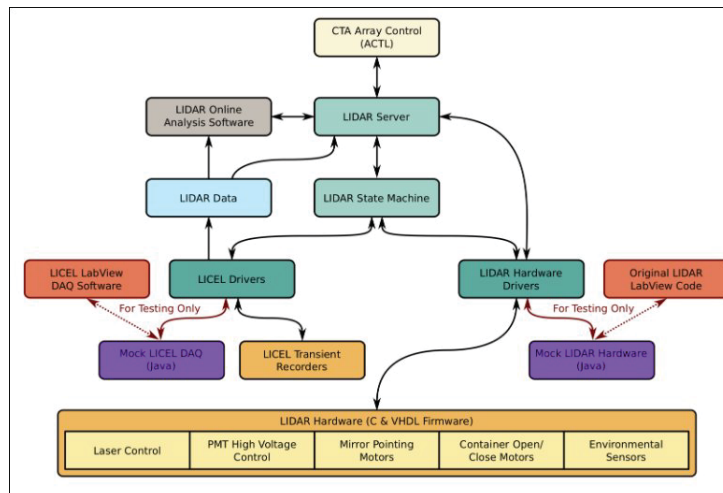 CTA Array Control
(ACTL)
LIDAR Online
Analysis Software
LIDAR Server
LIDAR Data
LIDAR State Machine
LICEL LabView
DAQ Software
LICEL Drivers
LIDAR Hardware
Drivers
Original LIDAR
LabView Code
For Testing Only
For Testing Only
Mock LICEL DAQ
(Java)
LICEL Transient
Recorders
Mock LIDAR Hardware
(Java)
LIDAR Hardware (C & VHDL Firmware)
Laser Control
PMT High Voltage
Control
Mirror Pointing
Motors
Container Open/
Close Motors
Environmental
Sensors